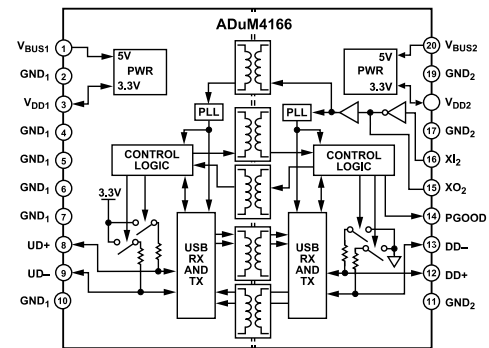 ADuM4166
VBUS1 1
GND1 2
VDD1 3
GND1 4
GND1 5
GND1 6
GND1 7
UD+ 8
UD– 9
GND1 10
5V
PWR
3.3V
PLL
CONTROL
LOGIC
3.3V
USB
RX
AND
TX
5V
PWR
3.3V
PLL
CONTROL
LOGIC
USB
RX
AND
TX
20 VBUS2
19 GND2
VDD2
17 GND2
16 XI2
15 XO2
14 PGOOD
13 DD–
12 DD+
11 GND2